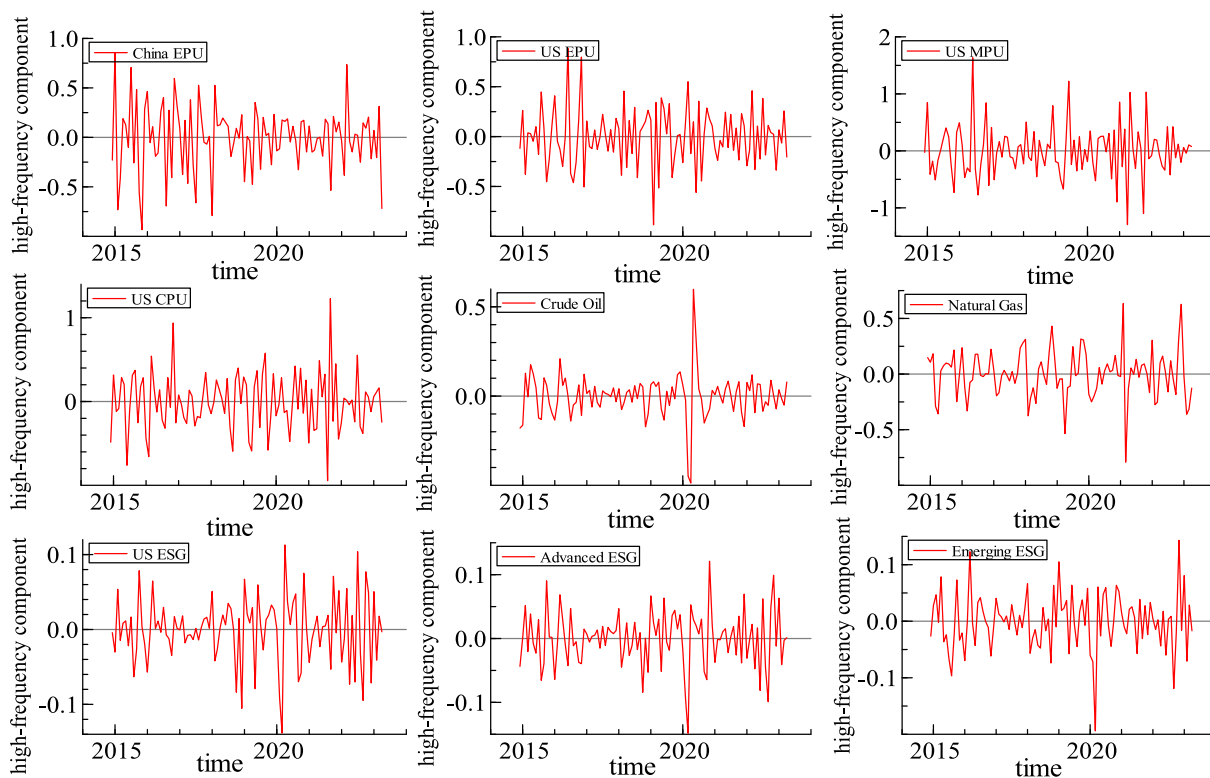 high-frequency component
China EPU
1.0
0.5
0.0
-0.5
2015
2020
time
high-frequency component
US EPU
1.0
0.5
0.0
-0.5
2015
2020
time
high-frequency component
US MPU
2
1
0
-1
2015
2020
time
high-frequency component
US CPU
1
0
2015
2020
time
high-frequency component
Crude Oil
0.5
0.0
2015
2020
time
high-frequency component
Natural Gas
0.5
0.0
-0.5
2015
2020
time
high-frequency component
US ESG
0.1
0.0
-0.1
2015
2020
time
high-frequency component
Advanced ESG
0.1
0.0
-0.1
2015
2020
time
high-frequency component
Emerging ESG
0.1
0.0
-0.1
2015
2020
time